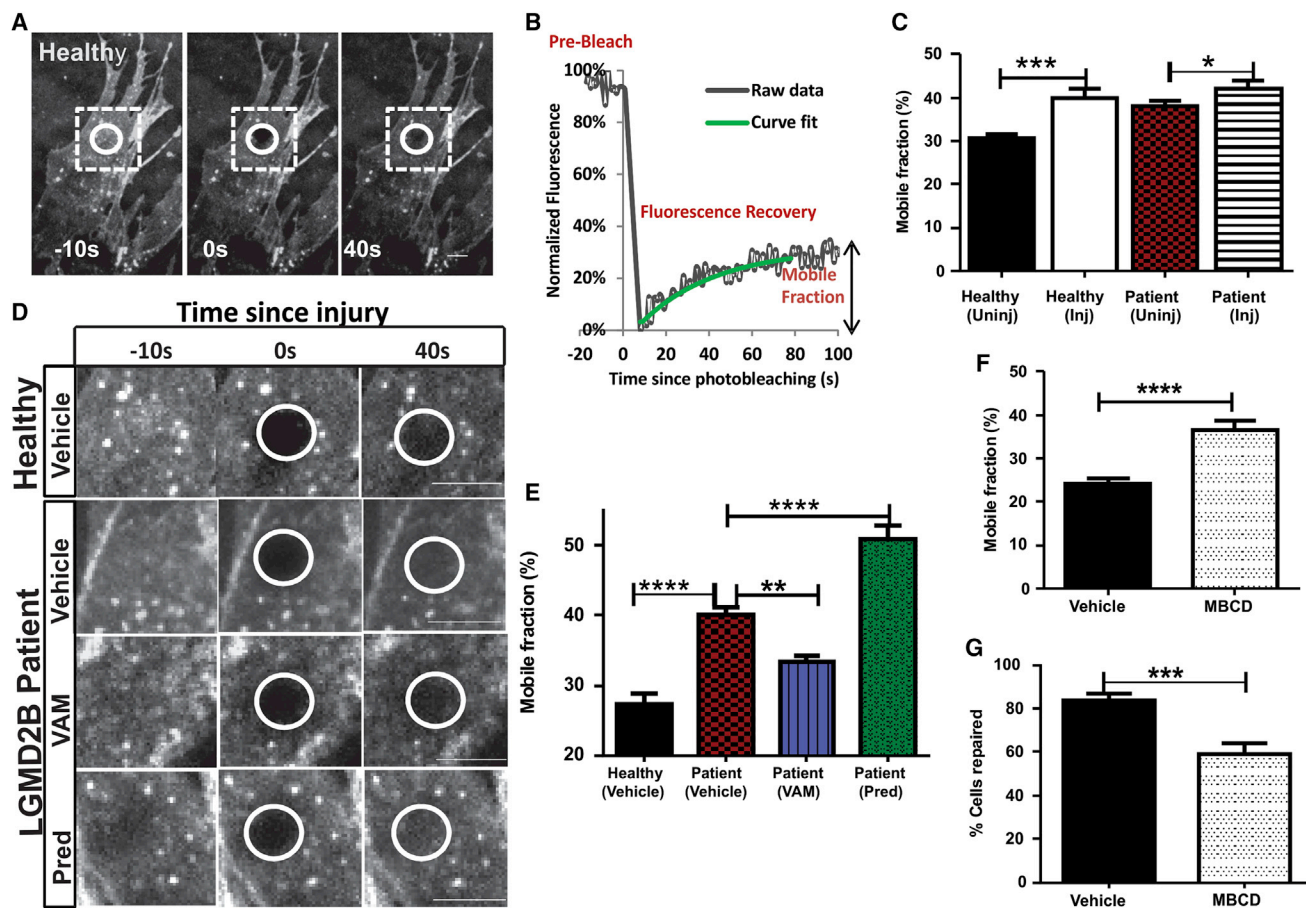 A
Healthy
-10s
0s
40s
B
Pre-Bleach
100%
80%
60%
40%
20%
0%
Normalized Fluorescence
Raw data
Curve fit
Fluorescence Recovery
Mobile
Fraction
-20
0
20
40
60
80
100
Time since photobleaching (s)
C
***
*
50
40
30
20
10
0
Mobile fraction (%)
Healthy
(Uninj)
Healthy
(Inj)
Patient
(Uninj)
Patient
(Inj)
D
Time since injury
-10s
0s
40s
Healthy
Vehicle
LGMD2B Patient
Vehicle
VAM
Pred
E
****
****
**
50
40
30
20
Mobile fraction (%)
Healthy
(Vehicle)
Patient
(Vehicle)
Patient
(VAM)
Patient
(Pred)
F
****
50
40
30
20
10
0
Mobile fraction (%)
Vehicle
MBCD
G
***
100
80
60
40
20
0
% Cells repaired
Vehicle
MBCD